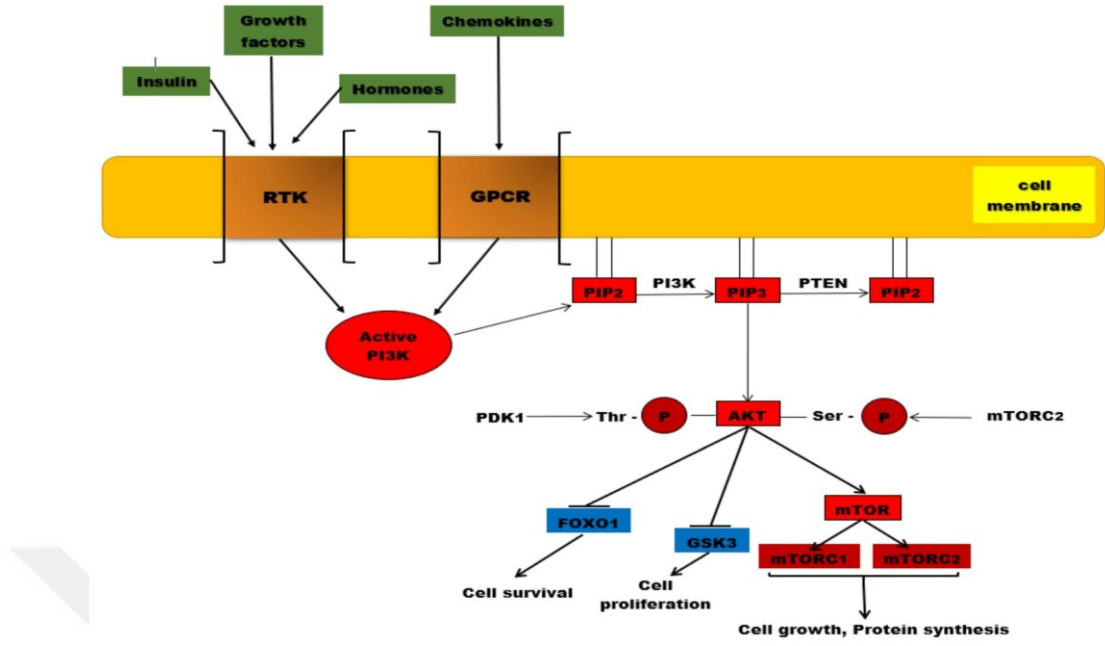 Growth
factors
Chemokines
Insulin
Hormones
RTK
GPCR
cell
membrane
PIP2
PI3K
PIP3
PTEN
PIP2
Active
PI3K
PDK1
Thr -
P
AKT
Ser -
P
mTORC2
FOXO1
GSK3
mTOR
mTORC1
mTORC2
Cell survival
Cell
proliferation
Cell growth, Protein synthesis